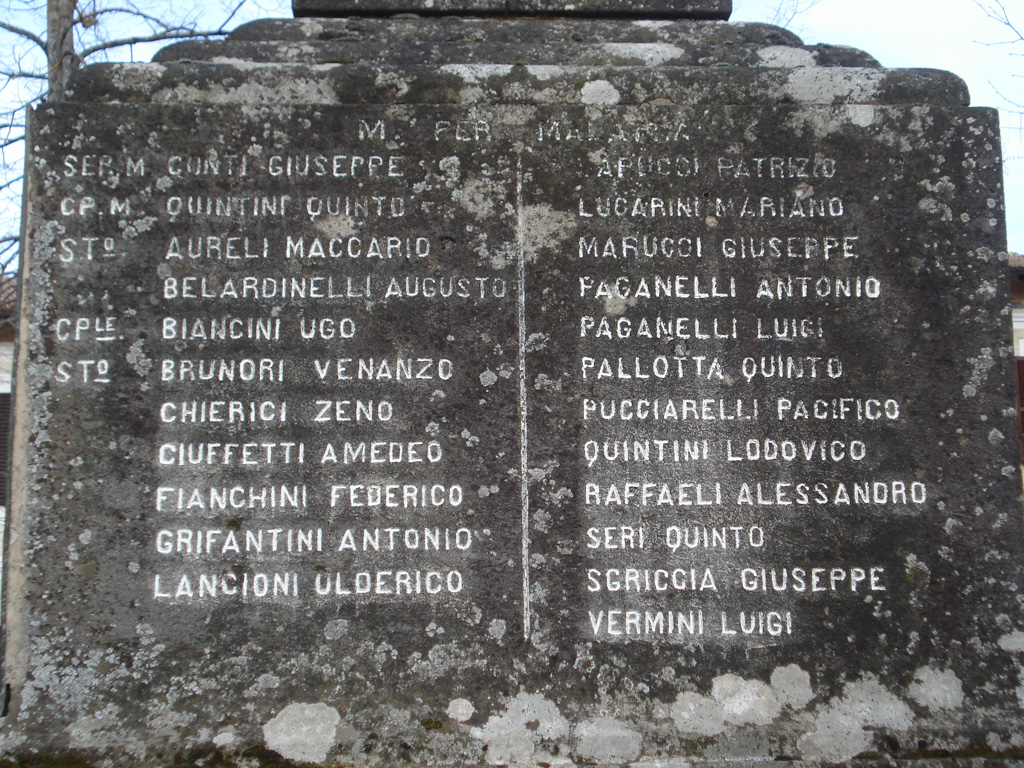 M. PER MALATTIA
SER.M CONTI GIUSEPPE
CP.M. QUINTINI QUINTO
STO. AURELI MACCARIO
BELARDINELLI AUGUSTO
CPLE. BIANCINI UGO
STO BRUNORI VENANZO
CHIERICI ZENO
CIUFFETTI AMEDEO
FIANCHINI FEDERICO
GRIFANTINI ANTONIO
LANCIONI ULDERICO
PATRIZIO
LUCARINI MARIANO
MARUCCI GIUSEPPE
PAGANELLI ANTONIO
PAGANELLI LUIGI
PALLOTTA QUINTO
PUCCIARELLI PACIFICO
QUINTINI LODOVICO
RAFFAELI ALESSANDRO
SERI QUINTO
SGRICCIA GIUSEPPE
VERMINI LUIGI